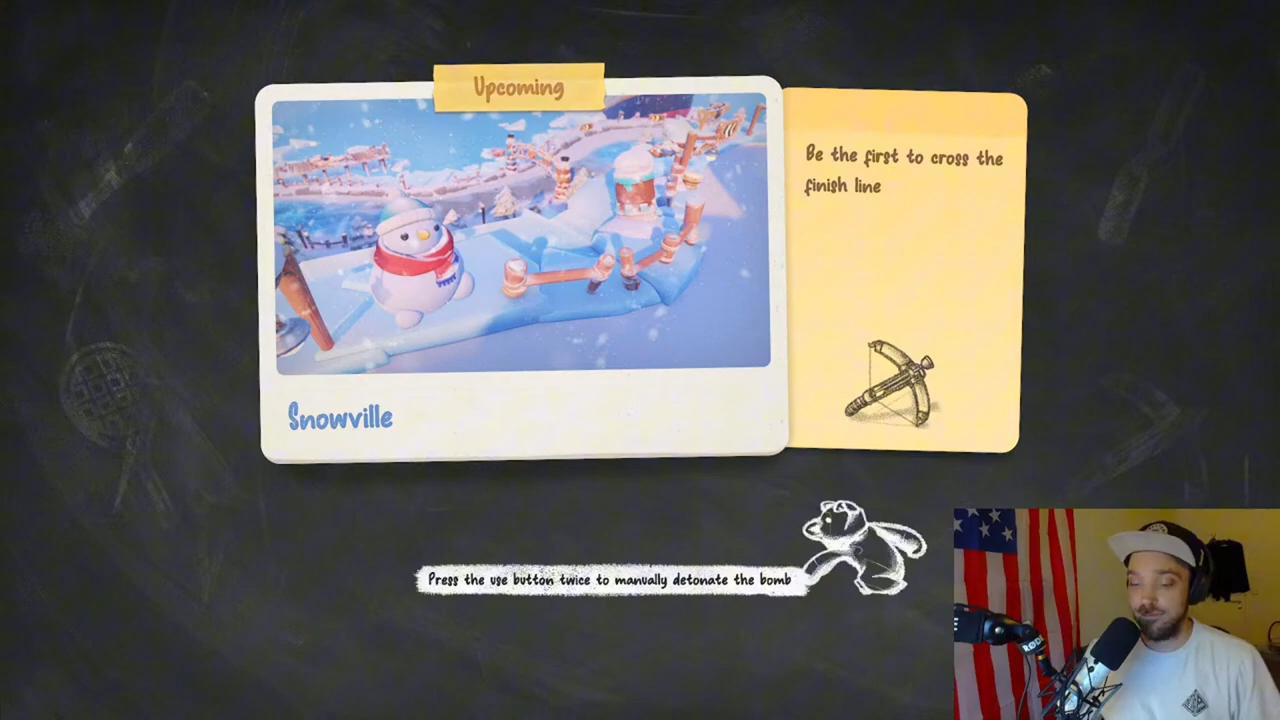 Upcoming
Be the first to cross the
finish line
Snowville
Press the use button twice to manually detonate the bomb
RODE